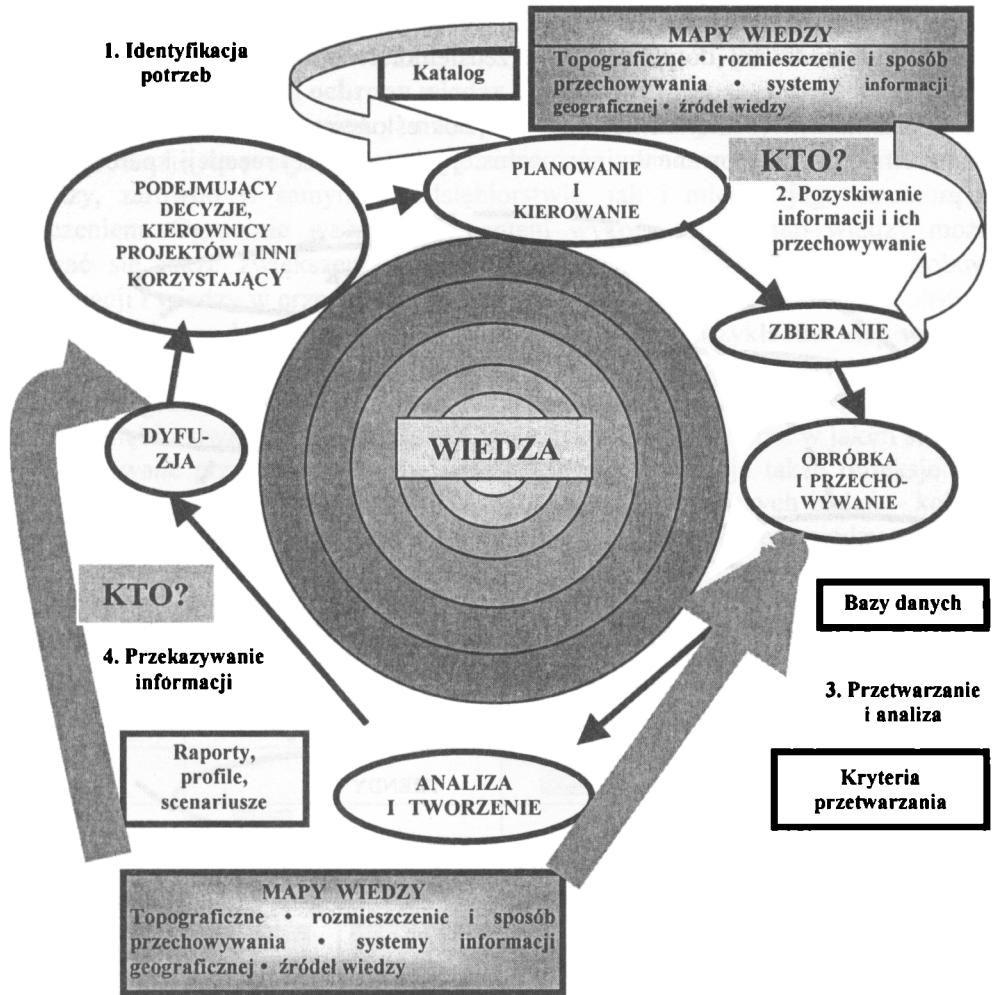 1. Identyfikacja
potrzeb
Katalog
MAPY WIEDZY
Topograficzne • rozmieszczenie i sposób
przechowywania • systemy informacji
geograficznej • źródeł wiedzy
KTO?
PODEJMUJĄCY
DECYZJE,
KIEROWNICY
PROJEKTÓW I INNI
KORZYSTAJĄCY
PLANOWANIE
I
KIEROWANIE
2. Pozyskiwanie
informacji i ich
przechowywanie
ZBIERANIE
DYFU-
ZJA
WIEDZA
OBRÓBKA
I PRZECHO-
WYWANIE
KTO?
Bazy danych
4. Przekazywanie
informacji
3. Przetwarzanie
i analiza
Raporty,
profile,
scenariusze
ANALIZA
I TWORZENIE
Kryteria
przetwarzania
MAPY WIEDZY
Topograficzne • rozmieszczenie i sposób
przechowywania • systemy informacji
geograficznej • źródeł wiedzy